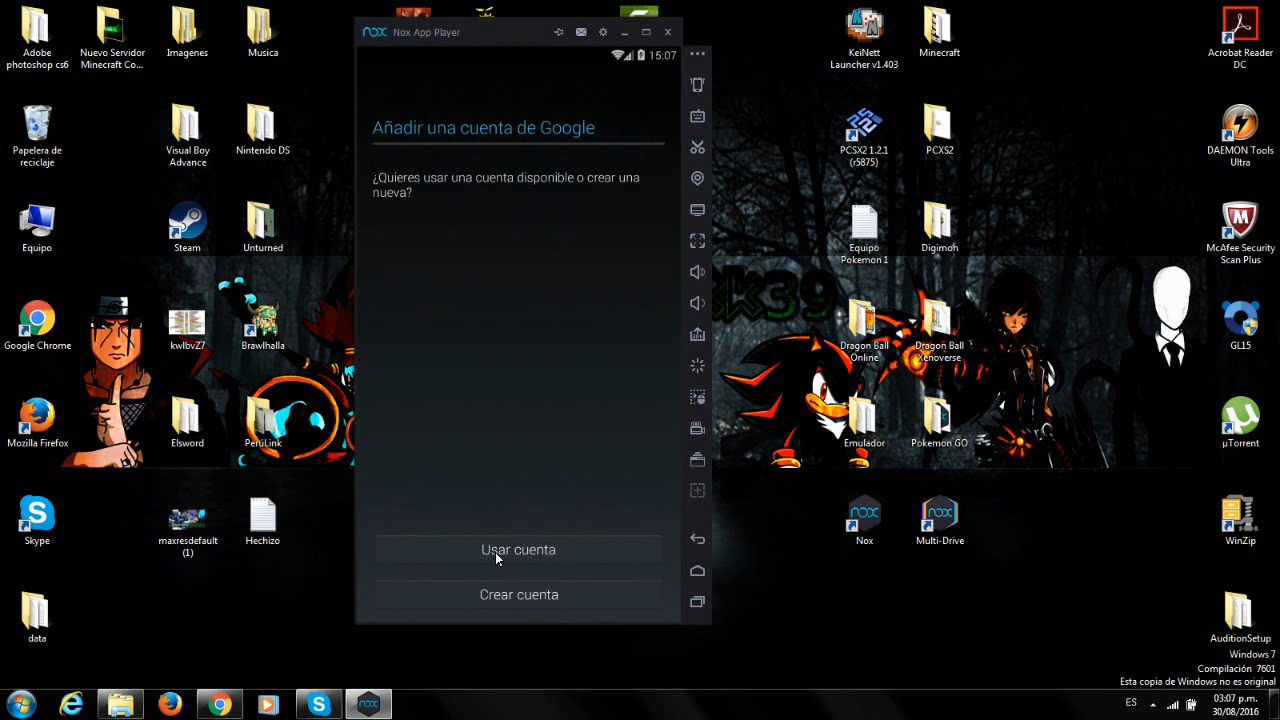 Adobe
photoshop cs6
Nuevo Servidor
Minecraft Co...
Imagenes
Musica
Papelera de
reciclaje
Visual Boy
Advance
Nintendo DS
Equipo
Steam
Unturned
Google Chrome
kwlbvZ7
Brawlhalla
Mozilla Firefox
Elsword
PerúLink
Skype
maxresdefault
(1)
Hechizo
data
nox Nox App Player
15:07
Añadir una cuenta de Google
¿Quieres usar una cuenta disponible o crear una
nueva?
Usar cuenta
Crear cuenta
KeiNett
Launcher v1.403
Minecraft
Acrobat Reader
DC
PCSX2 1.2.1
(r5875)
PCXS2
DAEMON Tools
Ultra
Equipo
Pokemon 1
Digimon
McAfee Security
Scan Plus
Dragon Ball
Online
Dragon Ball
Xenoverse
GL15
Emulador
Pokemon GO
µTorrent
nox
Nox
nox
Multi-Drive
WinZip
AuditionSetup
Windows 7
Compilación 7601
Esta copia de Windows no es original
ES
03:07 p.m.
30/08/2016